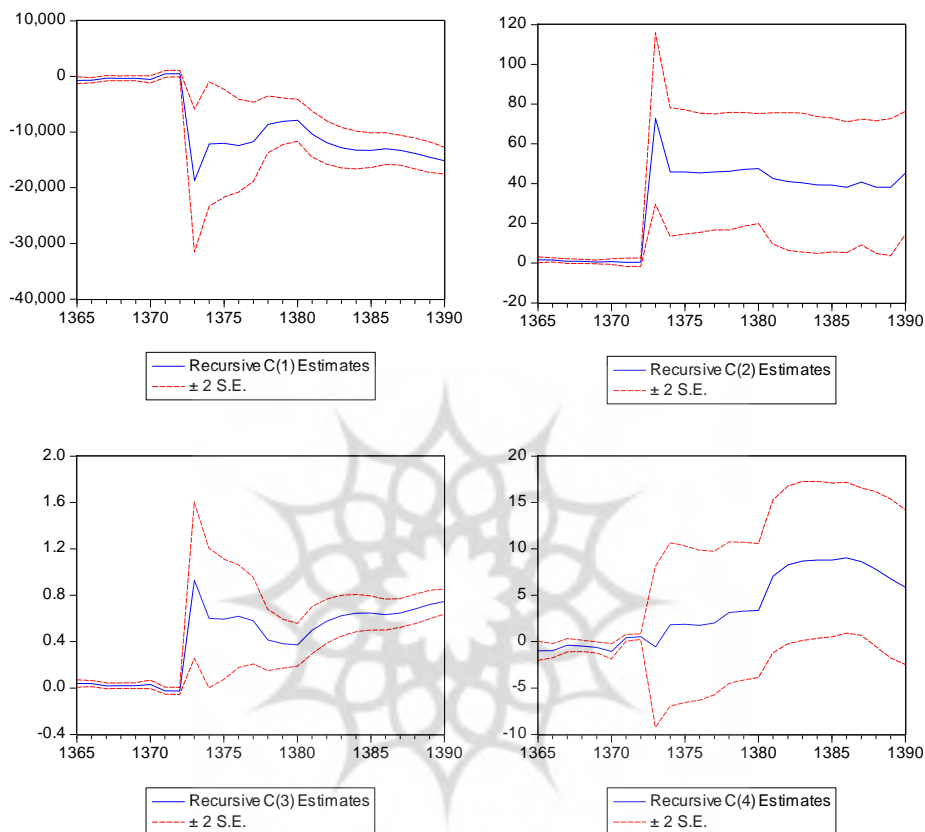 10,000
0
-10,000
-20,000
-30,000
-40,000
1365 1370 1375 1380 1385 1390
Recursive C(1) Estimates
± 2 S.E.
120
100
80
60
40
20
0
-20
1365 1370 1375 1380 1385 1390
Recursive C(2) Estimates
± 2 S.E.
2.0
1.6
1.2
0.8
0.4
0.0
-0.4
1365 1370 1375 1380 1385 1390
Recursive C(3) Estimates
± 2 S.E.
20
15
10
5
0
-5
-10
1365 1370 1375 1380 1385 1390
Recursive C(4) Estimates
± 2 S.E.